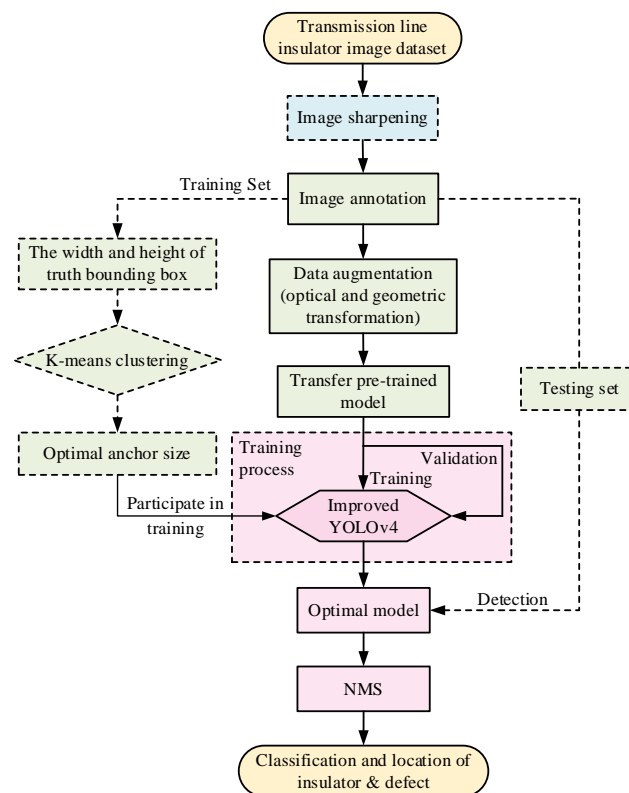 Transmission line
insulator image dataset
Image sharpening
Training Set
Image annotation
The width and height of
truth bounding box
Data augmentation
(optical and geometric
transformation)
K-means clustering
Transfer pre-trained
model
Testing set
Optimal anchor size
Training
process
Validation
Training
Participate in
training
Improved
YOLOv4
Optimal model
Detection
NMS
Classification and location of
insulator & defect